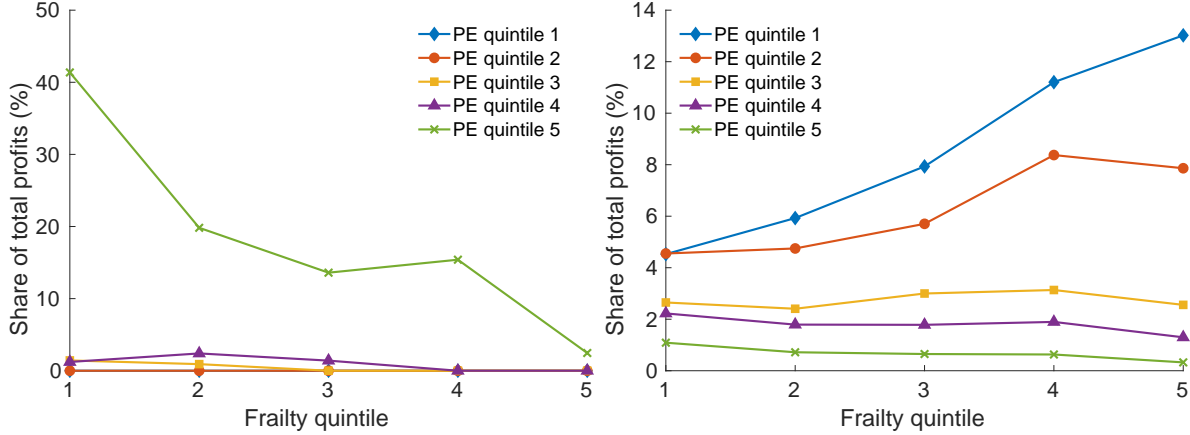 Share of total profits (%)
50
40
30
20
10
0
PE quintile 1
PE quintile 2
PE quintile 3
PE quintile 4
PE quintile 5
1 2 3 4 5
Frailty quintile
Share of total profits (%)
14
12
10
8
6
4
2
0
PE quintile 1
PE quintile 2
PE quintile 3
PE quintile 4
PE quintile 5
1 2 3 4 5
Frailty quintile